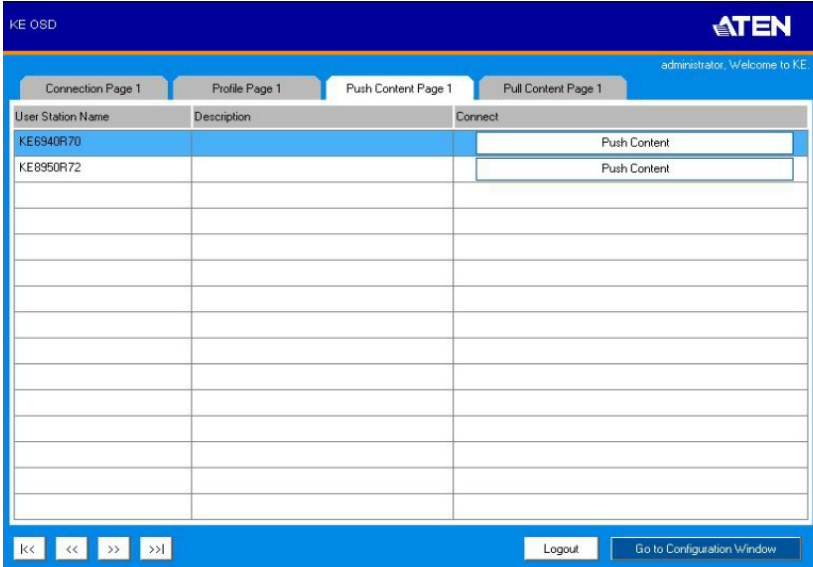 KE OSD
ATEN
administrator, Welcome to KE.
Connection Page 1 Profile Page 1 Push Content Page 1 Pull Content Page 1
User Station Name Description Connect
KE6940R70 Push Content
KE8950R72 Push Content
|<< << >> >>| Logout Go to Configuration Window